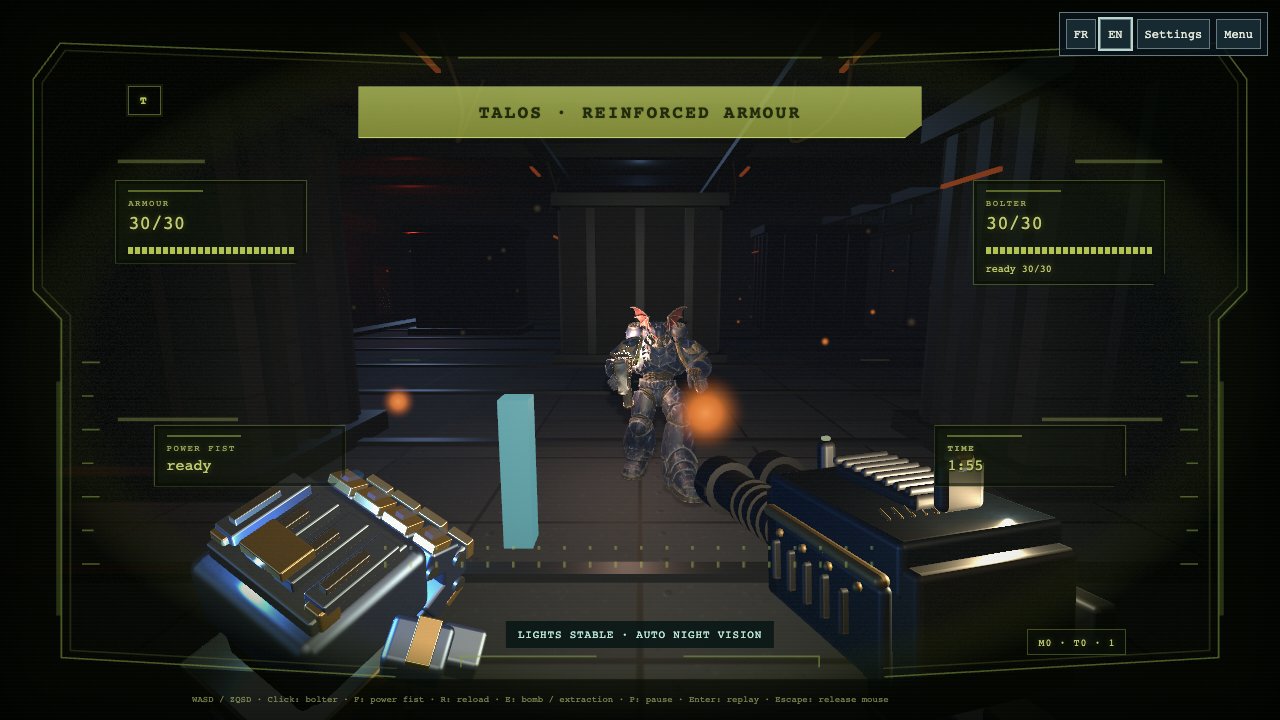 FR EN Settings Menu
T
TALOS · REINFORCED ARMOUR
ARMOUR
30/30
BOLTER
30/30
ready 30/30
POWER FIST
ready
TIME
1:55
LIGHTS STABLE · AUTO NIGHT VISION
M0 · T0 · 1
WASD / ZQSD · Click: bolter · F: power fist · R: reload · E: bomb / extraction · P: pause · Enter: replay · Escape: release mouse